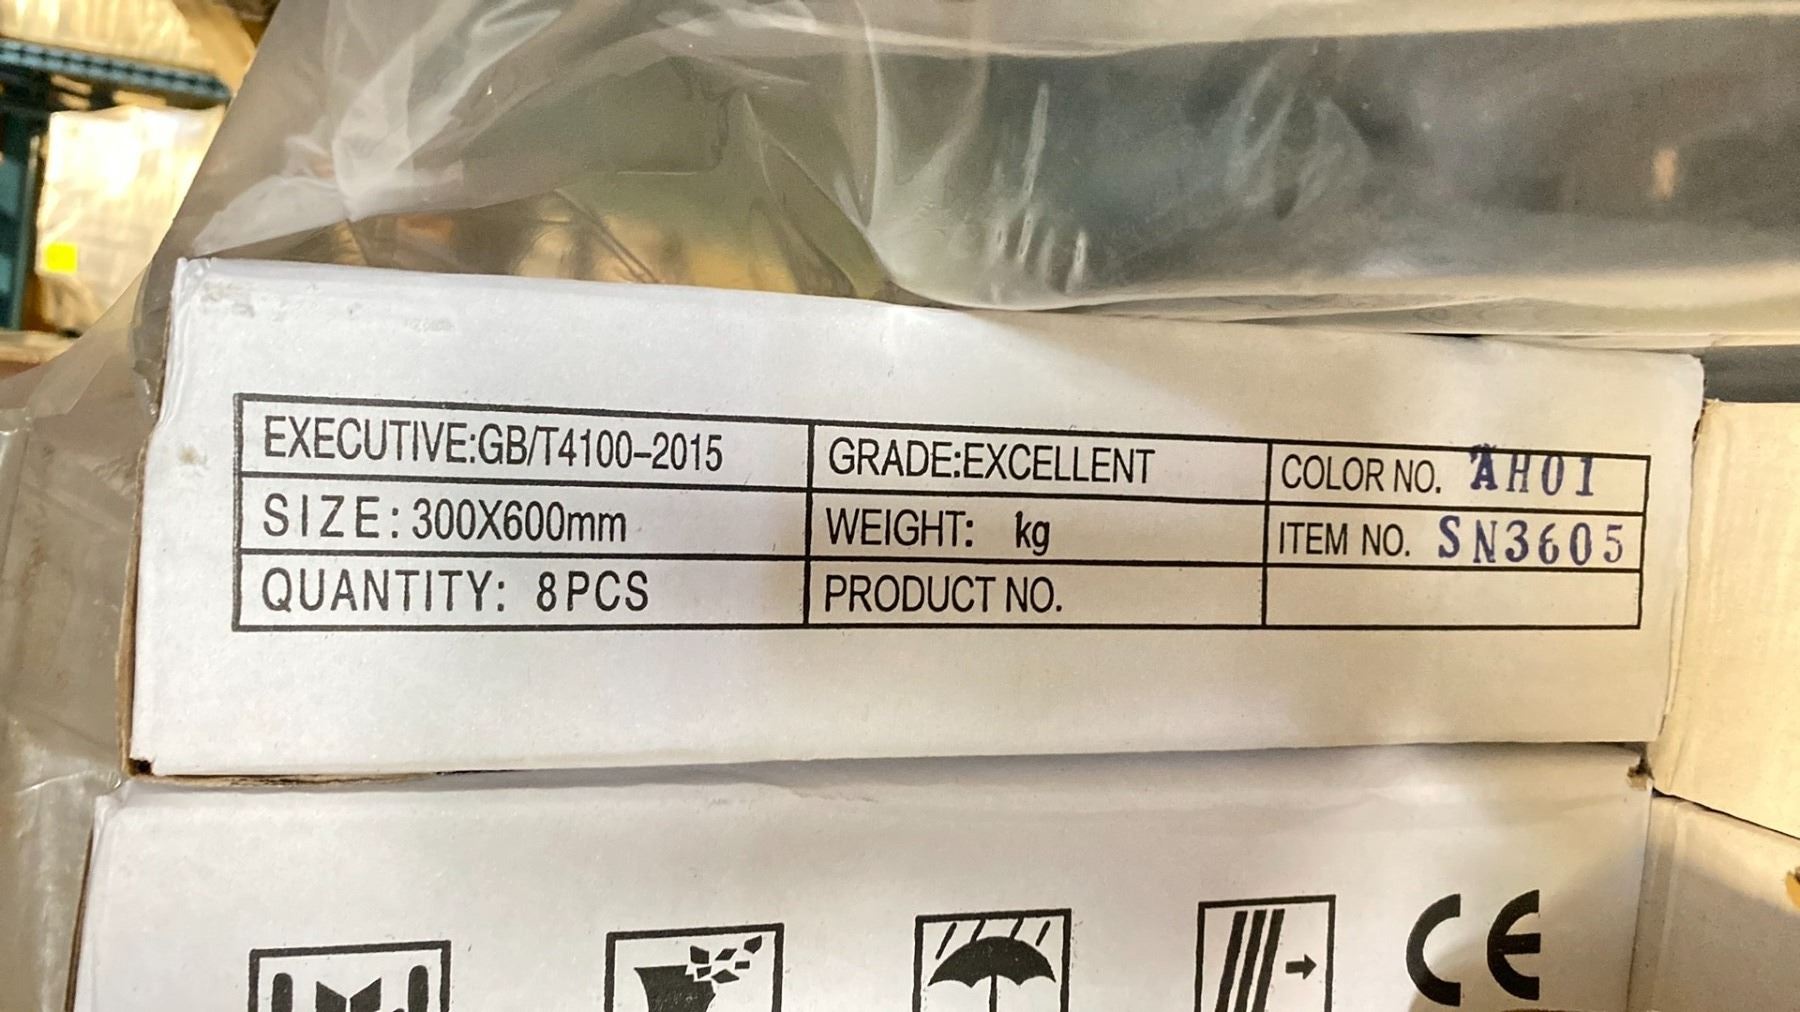 EXECUTIVE:GB/T4100-2015 GRADE:EXCELLENT COLOR NO. AH01
SIZE:300X600mm WEIGHT: kg ITEM NO. SN3605
QUANTITY: 8PCS PRODUCT NO.
CE